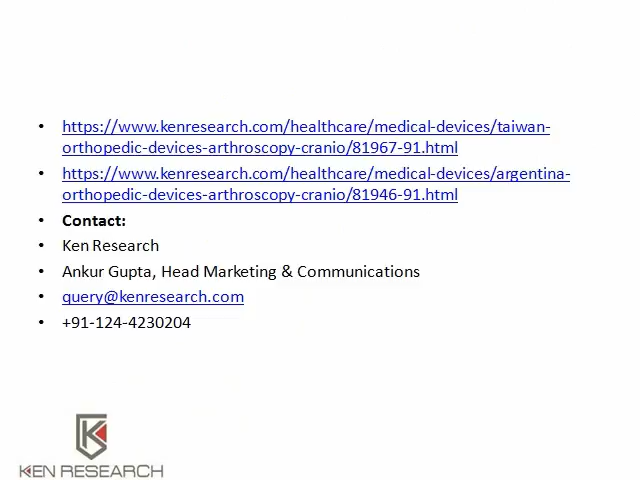 • https://www.kenresearch.com/healthcare/medical-devices/taiwan-
orthopedic-devices-arthroscopy-cranio/81967-91.html
• https://www.kenresearch.com/healthcare/medical-devices/argentina-
orthopedic-devices-arthroscopy-cranio/81946-91.html
• Contact:
• Ken Research
• Ankur Gupta, Head Marketing & Communications
• query@kenresearch.com
• +91-124-4230204
KEN RESEARCH